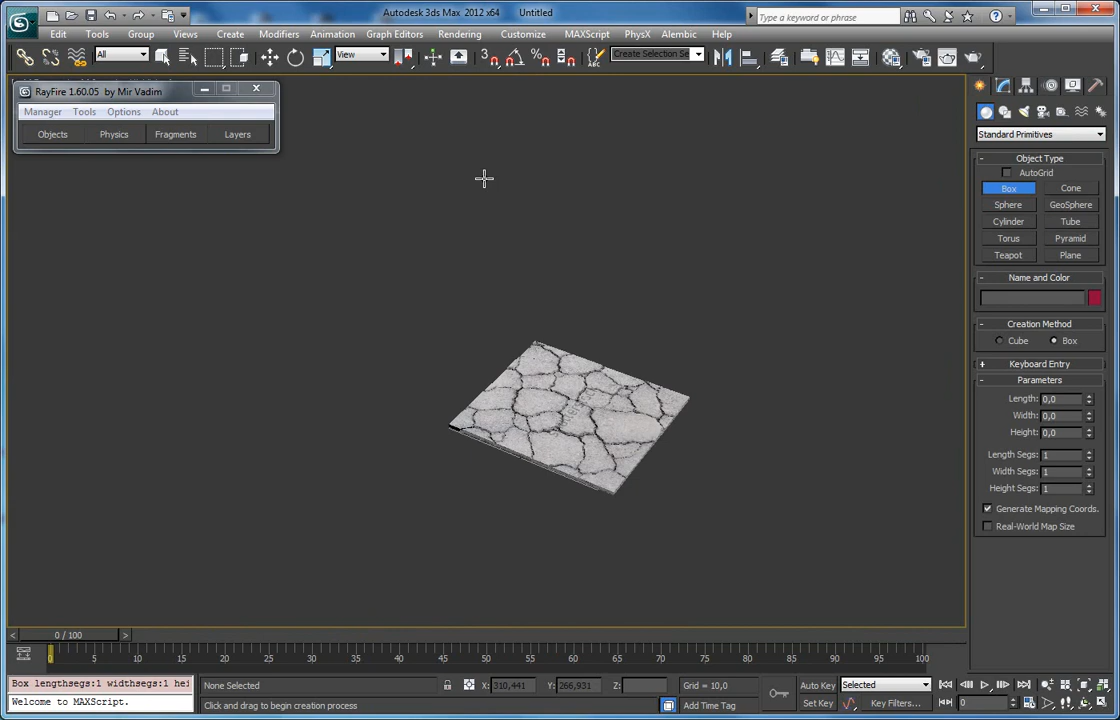 Autodesk 3ds Max 2012 x64 Untitled
Type a keyword or phrase
Edit Tools Group Views Create Modifiers Animation Graph Editors Rendering Customize MAXScript PhysX Alembic Help
All View 3 Create Selection Se
RayFire 1.60.05 by Mir Vadim
Manager Tools Options About
Objects Physics Fragments Layers
Standard Primitives
- Object Type
AutoGrid
Box Cone
Sphere GeoSphere
Cylinder Tube
Torus Pyramid
Teapot Plane
- Name and Color
- Creation Method
Cube Box
+ Keyboard Entry
- Parameters
Length: 0,0
Width: 0,0
Height: 0,0
Length Segs: 1
Width Segs: 1
Height Segs: 1
Generate Mapping Coords.
Real-World Map Size
< 0 / 100 >
0 5 10 15 20 25 30 35 40 45 50 55 60 65 70 75 80 85 90 95 100
Box lengthsegs:1 widthsegs:1 hei
Welcome to MAXScript.
None Selected
X: 310,441 Y: 266,931 Z: Grid = 10,0
Click and drag to begin creation process
Add Time Tag
Auto Key Selected
Set Key Key Filters...
0